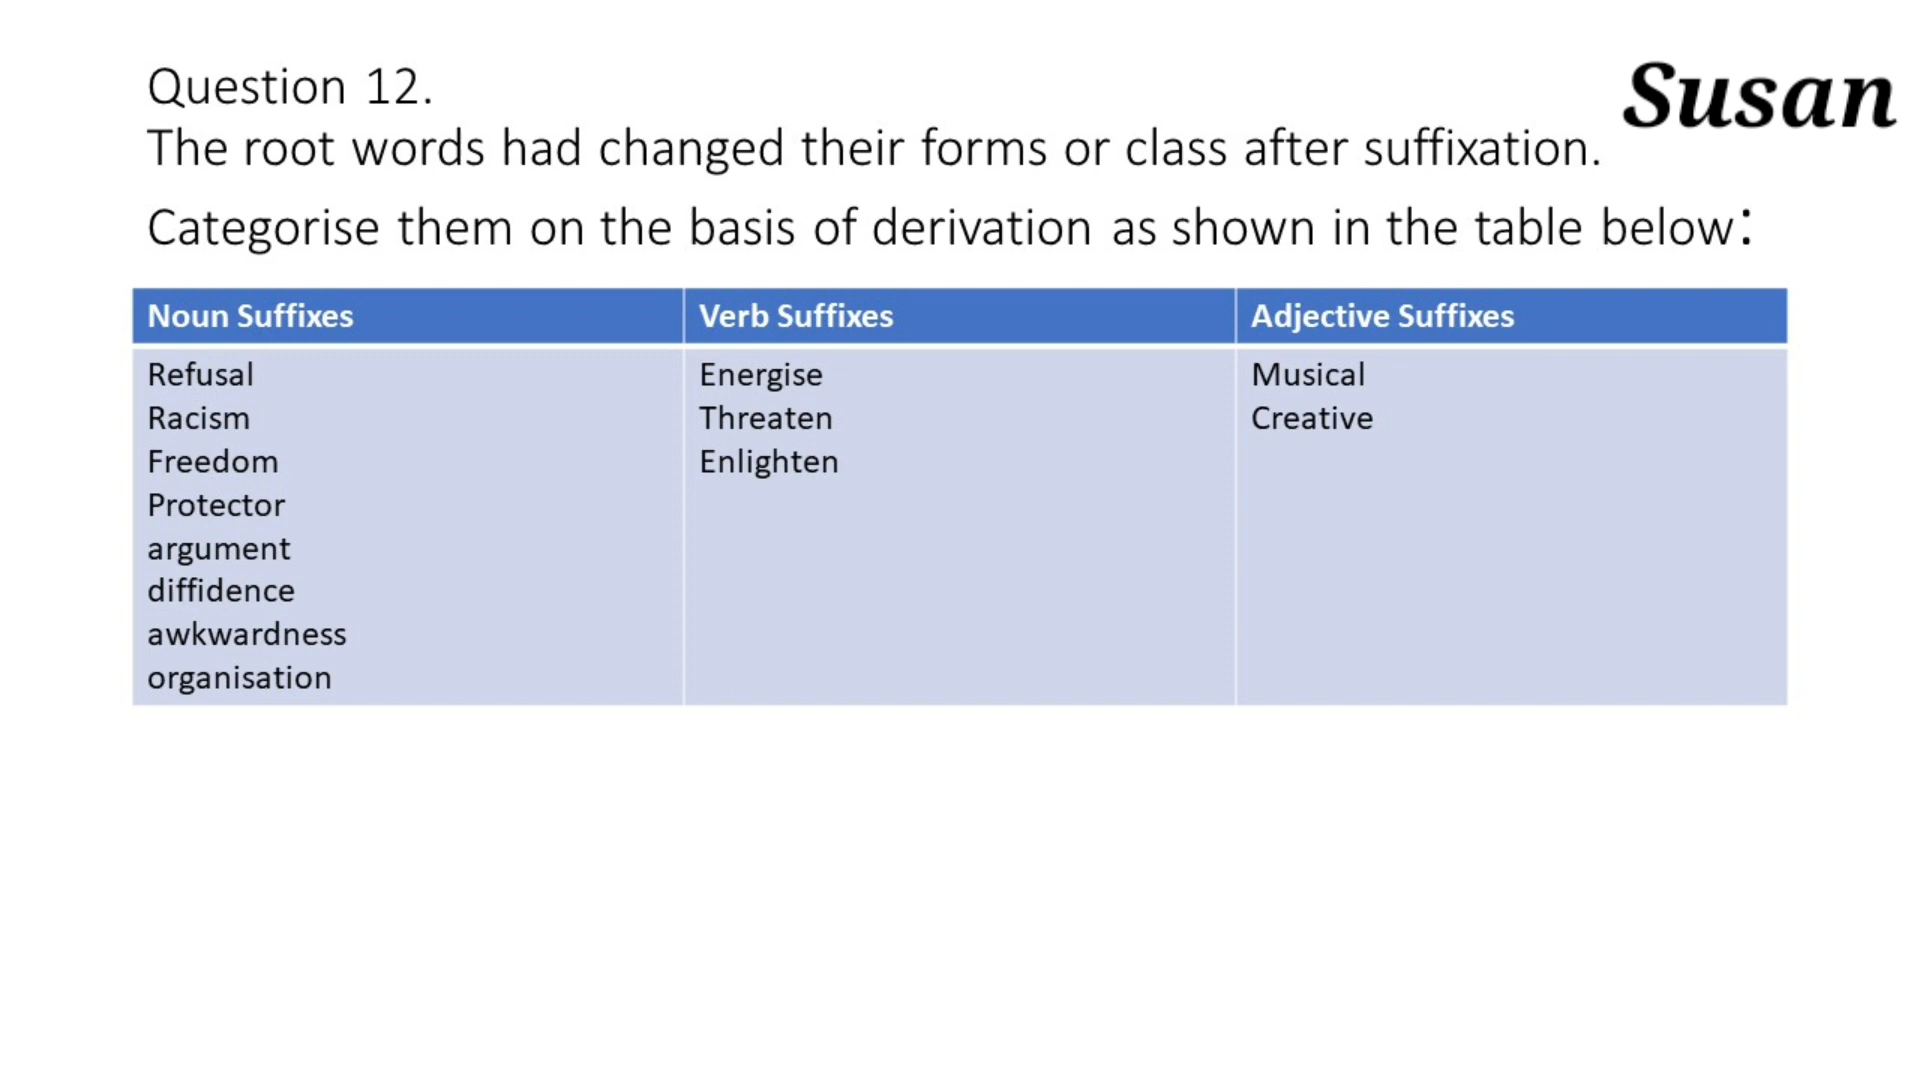 Question 12.
Susan
The root words had changed their forms or class after suffixation.
Categorise them on the basis of derivation as shown in the table below:
Noun Suffixes Verb Suffixes Adjective Suffixes
Refusal Energise Musical
Racism Threaten Creative
Freedom Enlighten
Protector
argument
diffidence
awkwardness
organisation